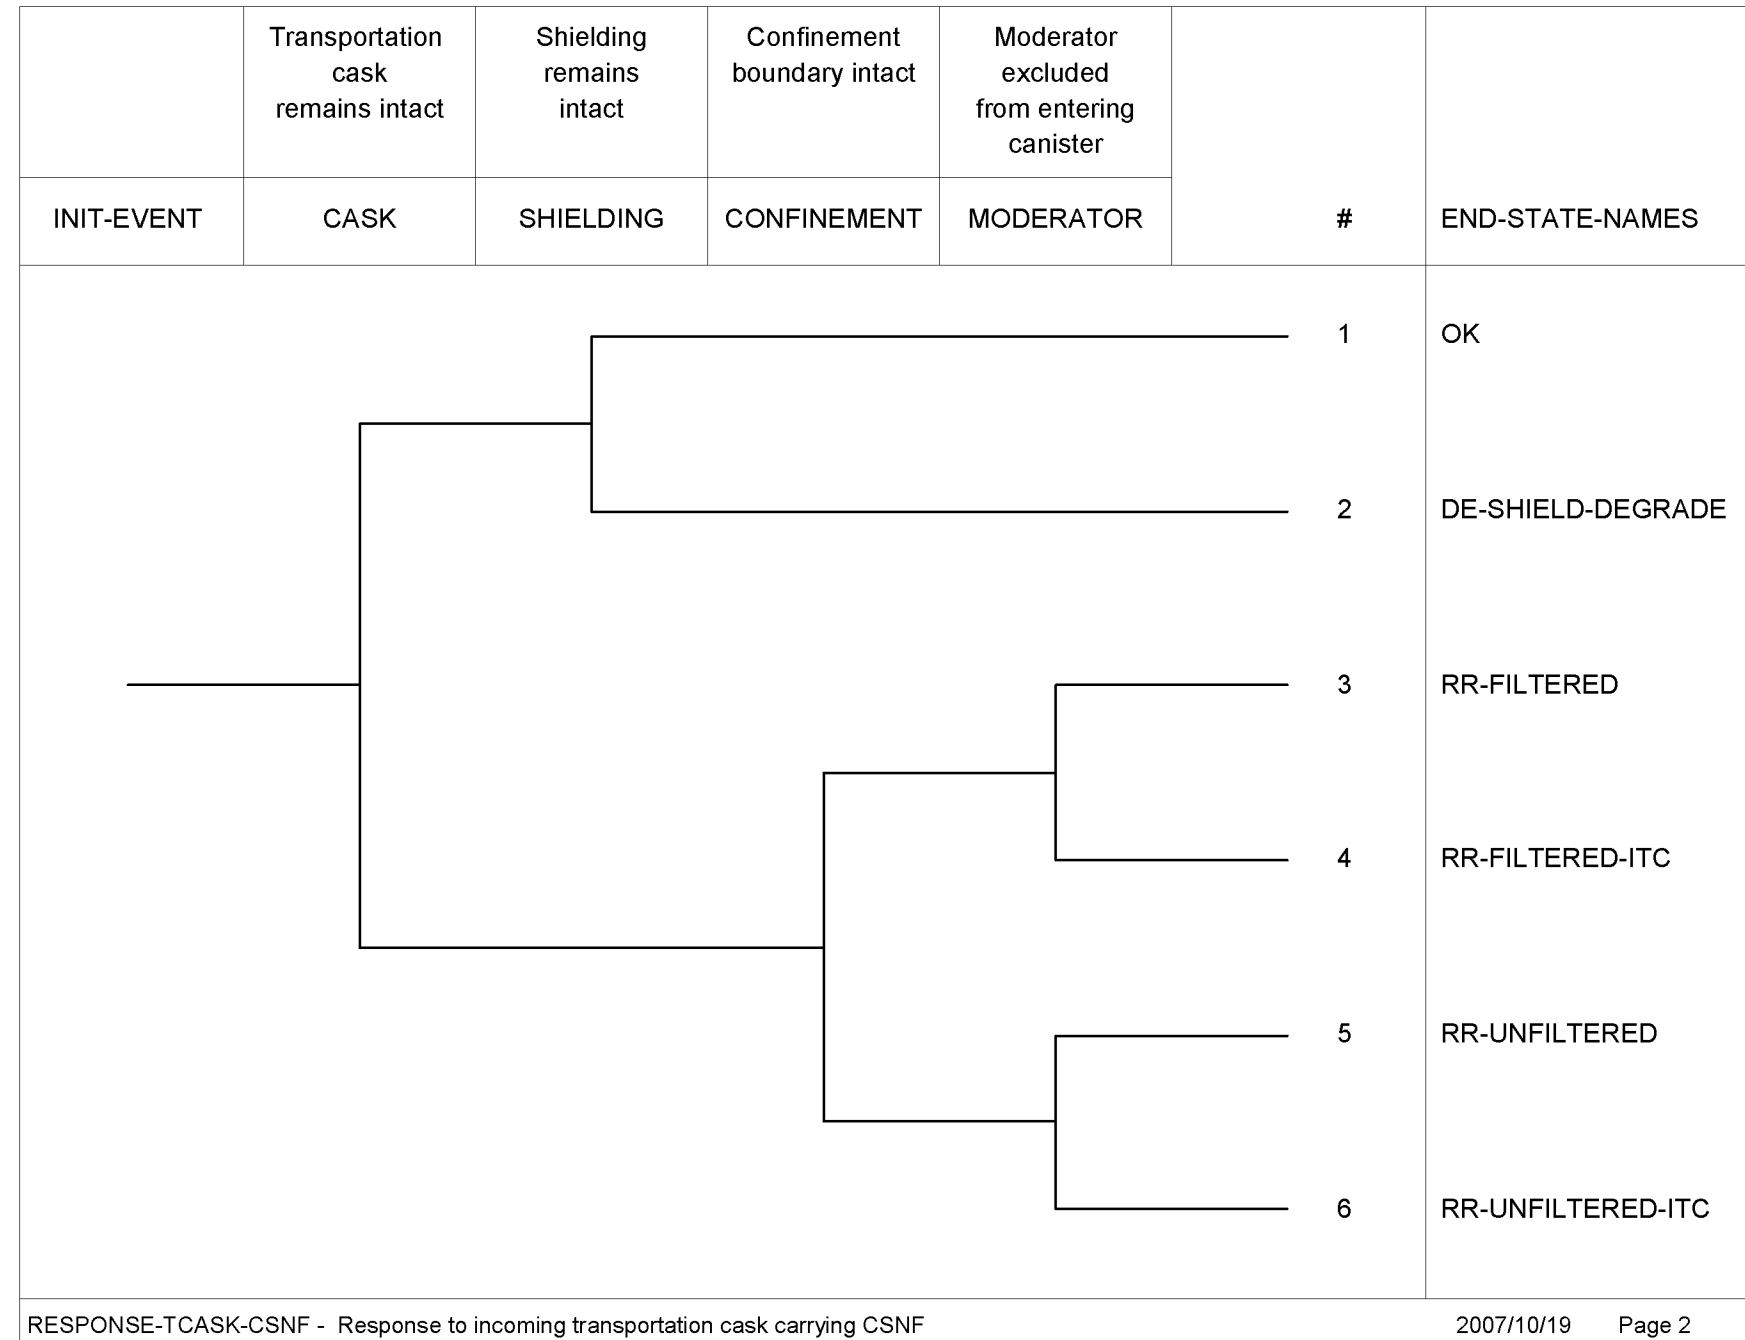 Transportation
cask
remains intact
Shielding
remains
intact
Confinement
boundary intact
Moderator
excluded
from entering
canister
INIT-EVENT
CASK
SHIELDING
CONFINEMENT
MODERATOR
#
END-STATE-NAMES
1 OK
2 DE-SHIELD-DEGRADE
3 RR-FILTERED
4 RR-FILTERED-ITC
5 RR-UNFILTERED
6 RR-UNFILTERED-ITC
RESPONSE-TCASK-CSNF - Response to incoming transportation cask carrying CSNF
2007/10/19 Page 2